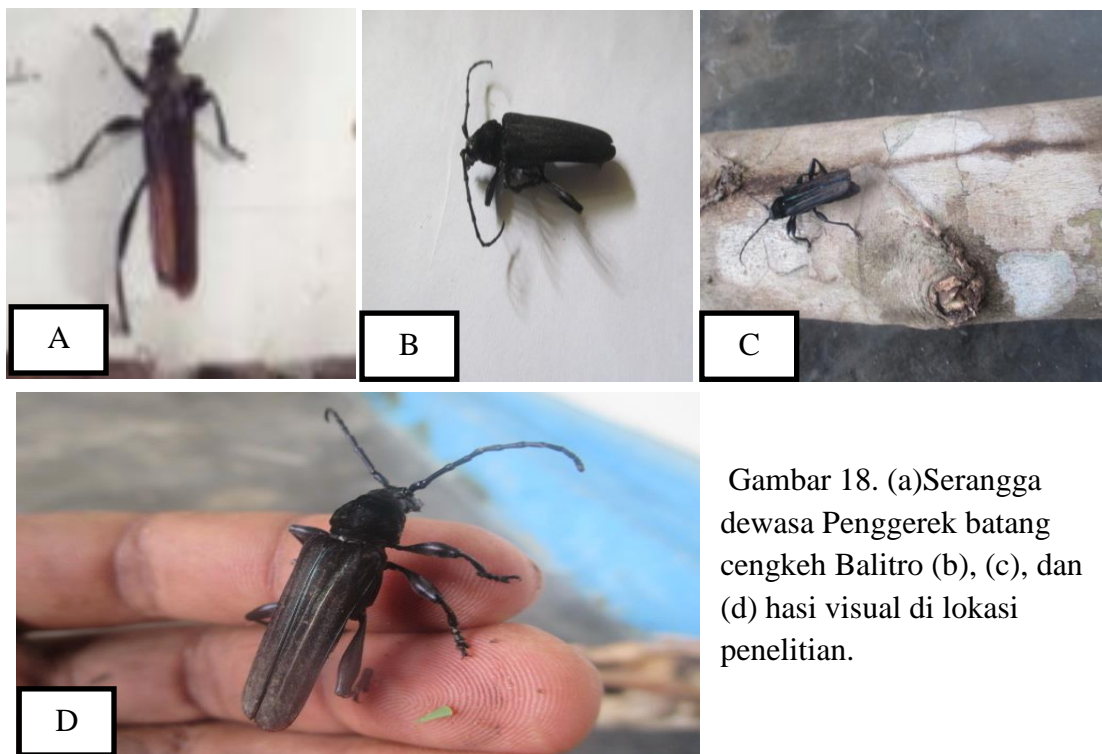 A
B
C
D
Gambar 18. (a)Serangga
dewasa Penggerek batang
cengkeh Balitro (b), (c), dan
(d) hasi visual di lokasi
penelitian.